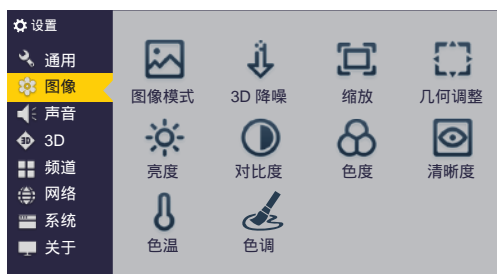 设置
通用
图像
声音
3D
频道
网络
系统
关于
图像模式 3D 降噪 缩放 几何调整
亮度 对比度 色度 清晰度
色温 色调